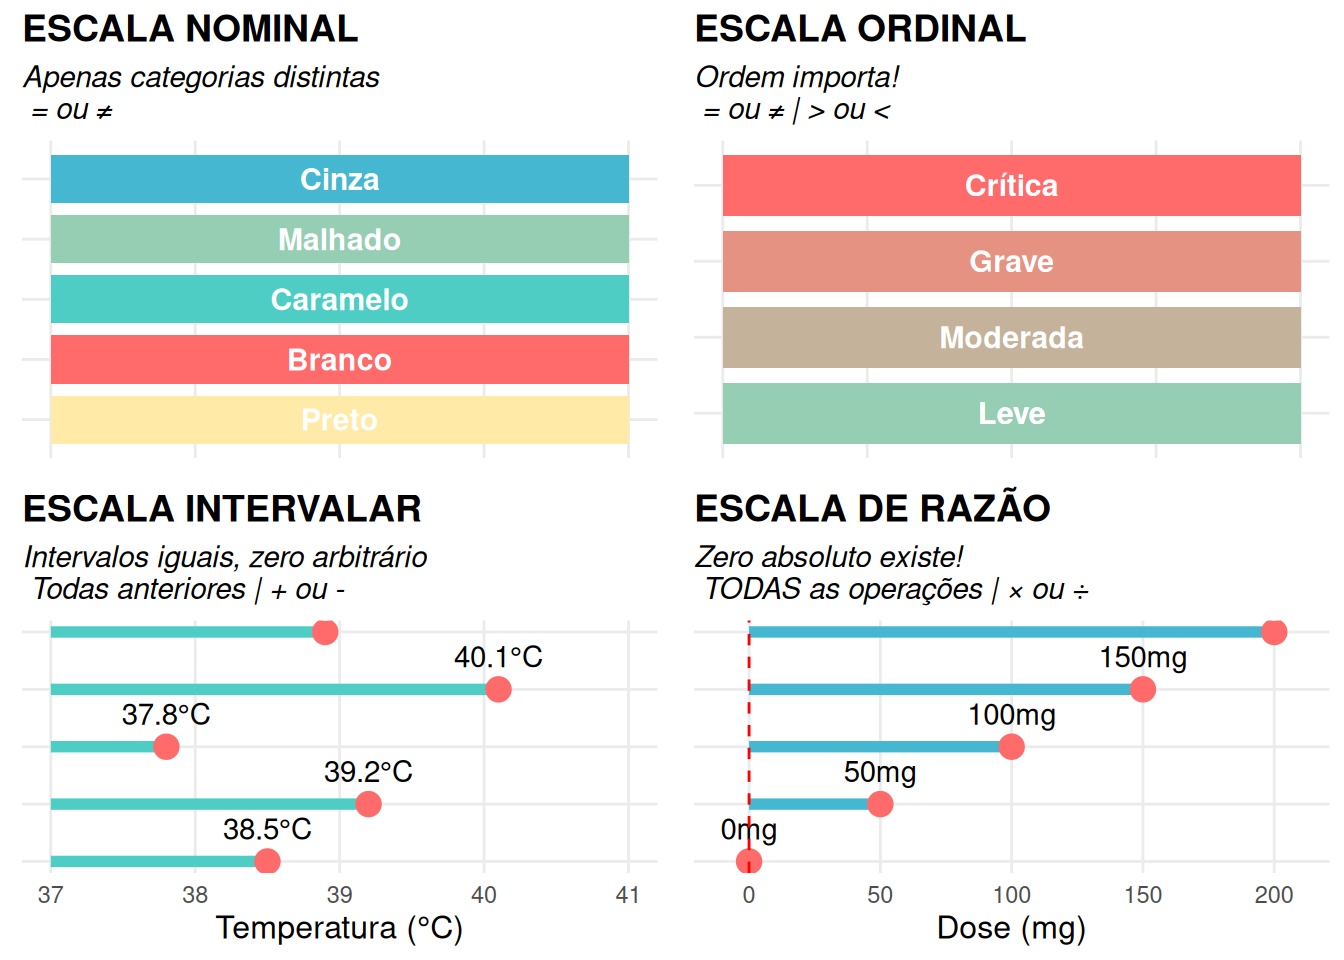 ESCALA NOMINAL
Apenas categorias distintas
= ou ≠
Cinza
Malhado
Caramelo
Branco
Preto
ESCALA ORDINAL
Ordem importa!
= ou ≠ | > ou <
Crítica
Grave
Moderada
Leve
ESCALA INTERVALAR
Intervalos iguais, zero arbitrário
Todas anteriores | + ou -
40.1°C
37.8°C
39.2°C
38.5°C
37 38 39 40 41
Temperatura (°C)
ESCALA DE RAZÃO
Zero absoluto existe!
TODAS as operações | × ou ÷
150mg
100mg
50mg
0mg
0 50 100 150 200
Dose (mg)